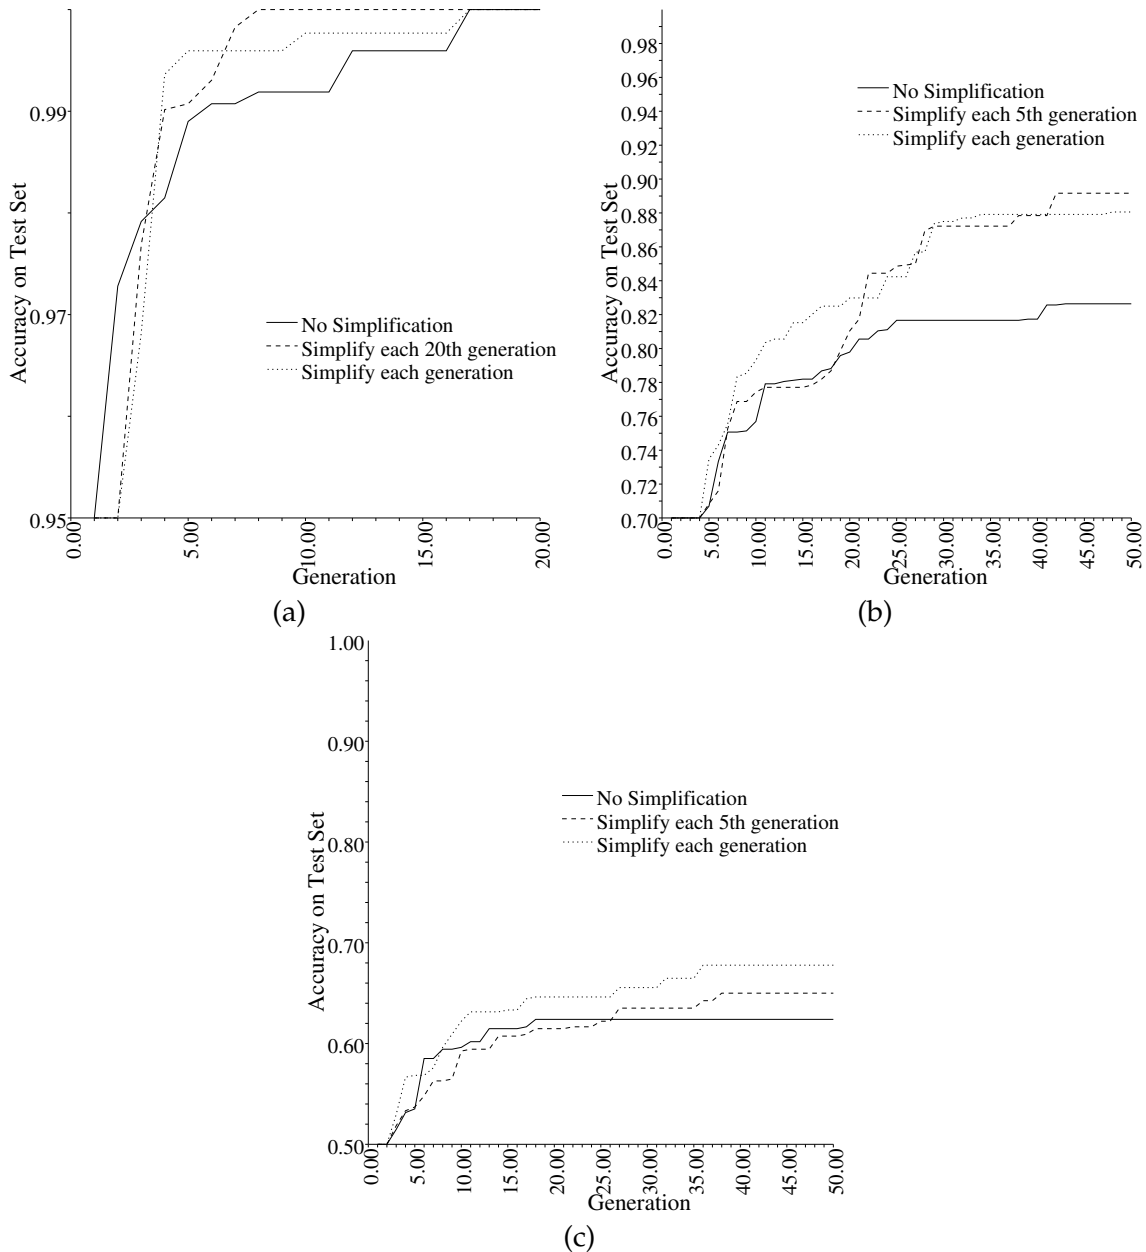 Accuracy on Test Set
0.99
0.97
0.95
No Simplification
Simplify each 20th generation
Simplify each generation
0.00
5.00
10.00
15.00
20.00
Generation
(a)
Accuracy on Test Set
0.98
0.96
0.94
0.92
0.90
0.88
0.86
0.84
0.82
0.80
0.78
0.76
0.74
0.72
0.70
No Simplification
Simplify each 5th generation
Simplify each generation
0.00
5.00
10.00
15.00
20.00
25.00
30.00
35.00
40.00
45.00
50.00
Generation
(b)
Accuracy on Test Set
1.00
0.90
0.80
0.70
0.60
0.50
No Simplification
Simplify each 5th generation
Simplify each generation
0.00
5.00
10.00
15.00
20.00
25.00
30.00
35.00
40.00
45.00
50.00
Generation
(c)